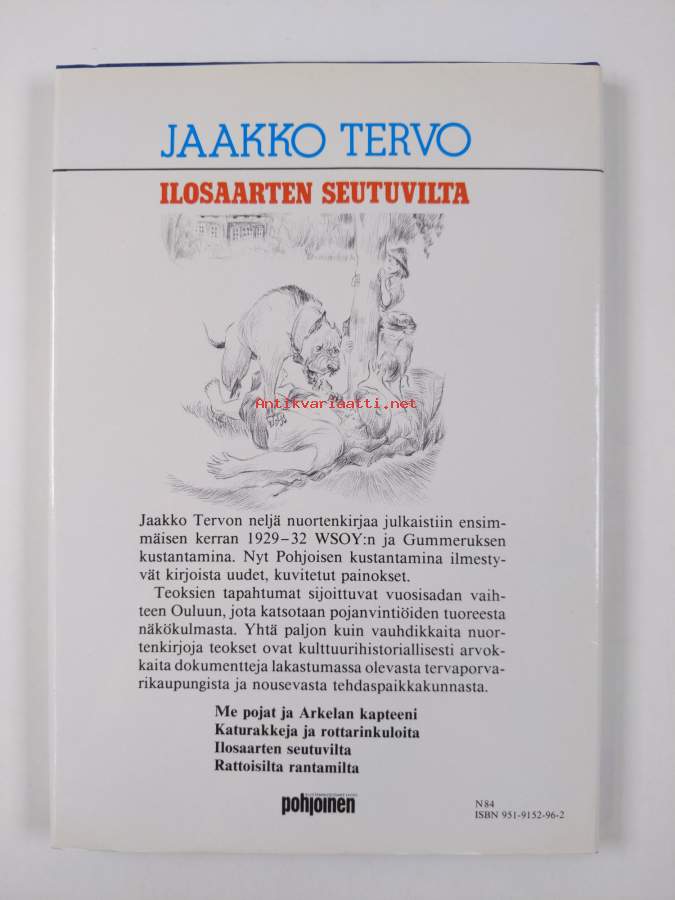 JAAKKO TERVO
ILOSAARTEN SEUTUVILTA
Antikvariaatti.net
Jaakko Tervon neljä nuortenkirjaa julkaistiin ensim-
mäisen kerran 1929–32 WSOY:n ja Gummeruksen
kustantamina. Nyt Pohjoisen kustantamina ilmesty-
vät kirjoista uudet, kuvitetut painokset.
Teoksien tapahtumat sijoittuvat vuosisadan vaih-
teen Ouluun, jota katsotaan pojanvintiöiden tuoreesta
näkökulmasta. Yhtä paljon kuin vauhdikkaita nuor-
tenkirjoja teokset ovat kulttuurihistoriallisesti arvok-
kaita dokumentteja lakastumassa olevasta tervaporva-
rikaupungista ja nousevasta tehdaspaikkakunnasta.
Me pojat ja Arkelan kapteeni
Katurakkeja ja rottarinkuloita
Ilosaarten seutuvilta
Rattoisilta rantamilta
pohjoinen
N84
ISBN 951-9152-96-2